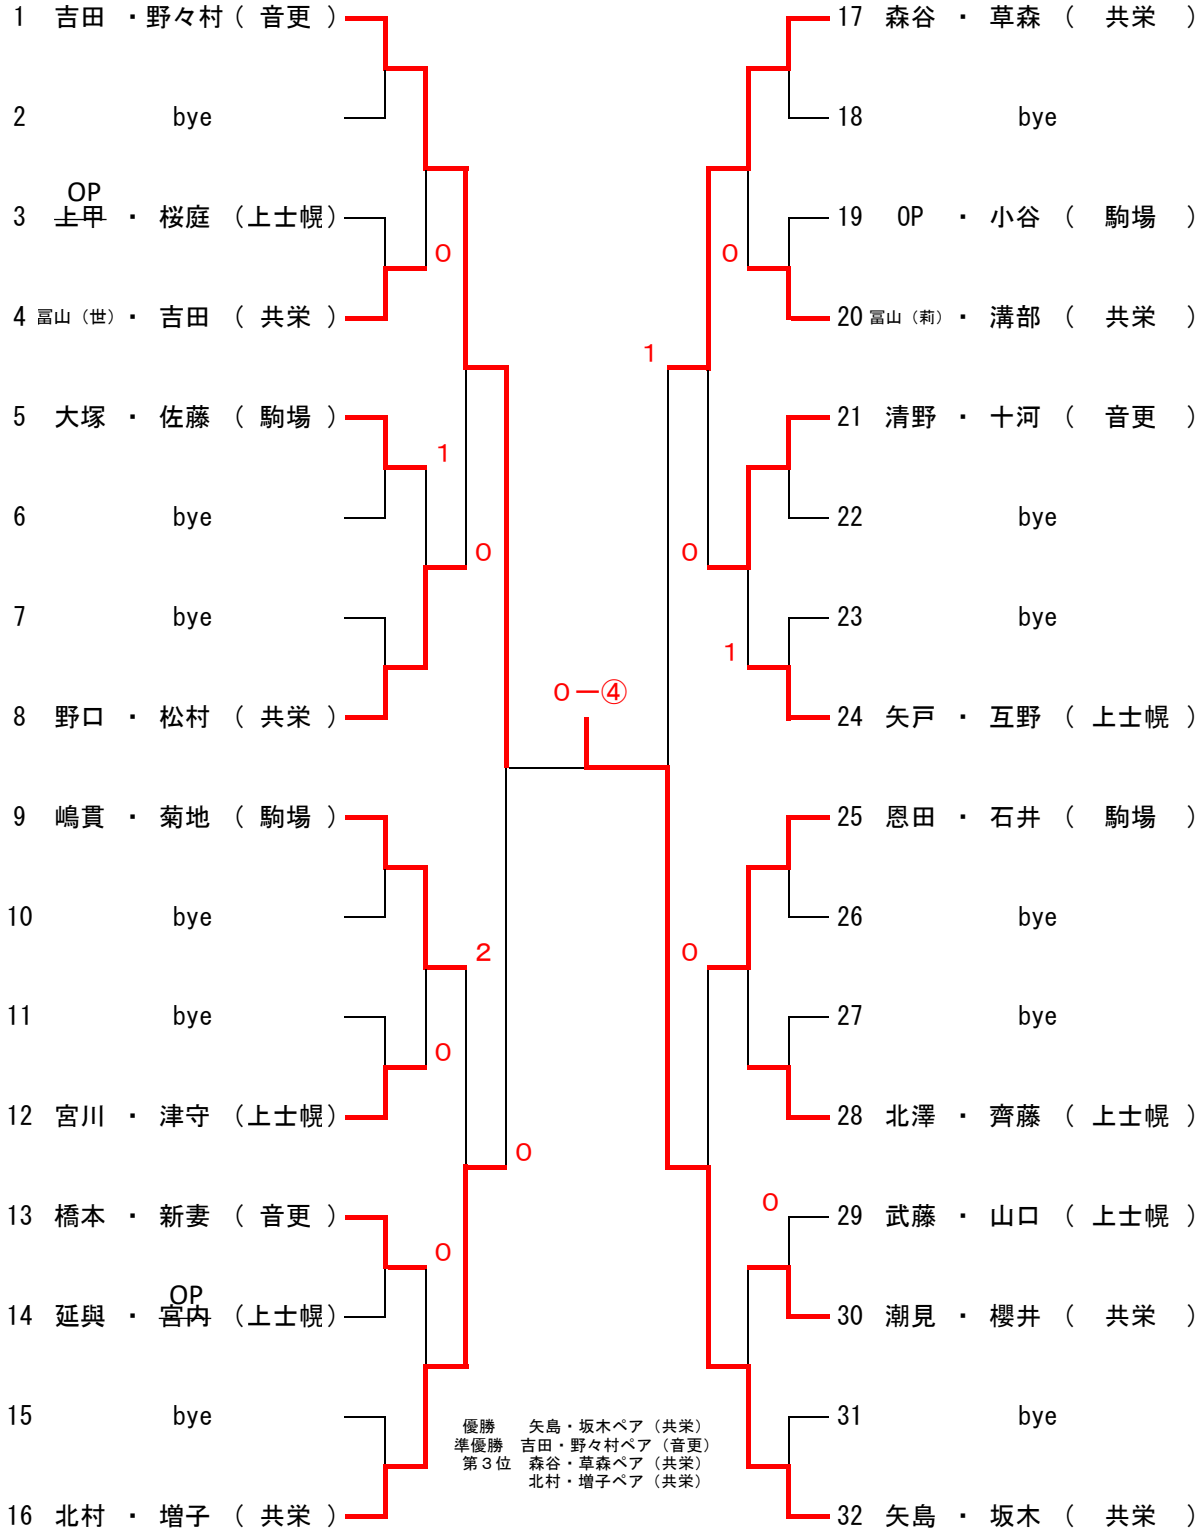 1 吉田 ・ 野々村 ( 音更 )
2 bye
OP
3 上甲 ・ 桜庭 (上士幌)
0
4 冨山（世）・ 吉田 ( 共栄 )
5 大塚 ・ 佐藤 ( 駒場 )
1
6 bye
0
7 bye
8 野口 ・ 松村 ( 共栄 )
9 嶋貫 ・ 菊地 ( 駒場 )
10 bye
2
11 bye
0
12 宮川 ・ 津守 (上士幌)
0
13 橋本 ・ 新妻 ( 音更 )
0
OP
14 延與 ・ 宮内 (上士幌)
15 bye
16 北村 ・ 増子 ( 共栄 )
0－④
17 森谷 ・ 草森 ( 共栄 )
18 bye
19 OP ・ 小谷 ( 駒場 )
0
20 冨山（莉）・ 溝部 ( 共栄 )
1
21 清野 ・ 十河 ( 音更 )
22 bye
0
23 bye
1
24 矢戸 ・ 互野 ( 上士幌 )
25 恩田 ・ 石井 ( 駒場 )
26 bye
0
27 bye
28 北澤 ・ 齊藤 ( 上士幌 )
0
29 武藤 ・ 山口 ( 上士幌 )
30 潮見 ・ 櫻井 ( 共栄 )
31 bye
32 矢島 ・ 坂木 ( 共栄 )
優勝 矢島・坂木ペア（共栄）
準優勝 吉田・野々村ペア（音更）
第３位 森谷・草森ペア（共栄）
北村・増子ペア（共栄）